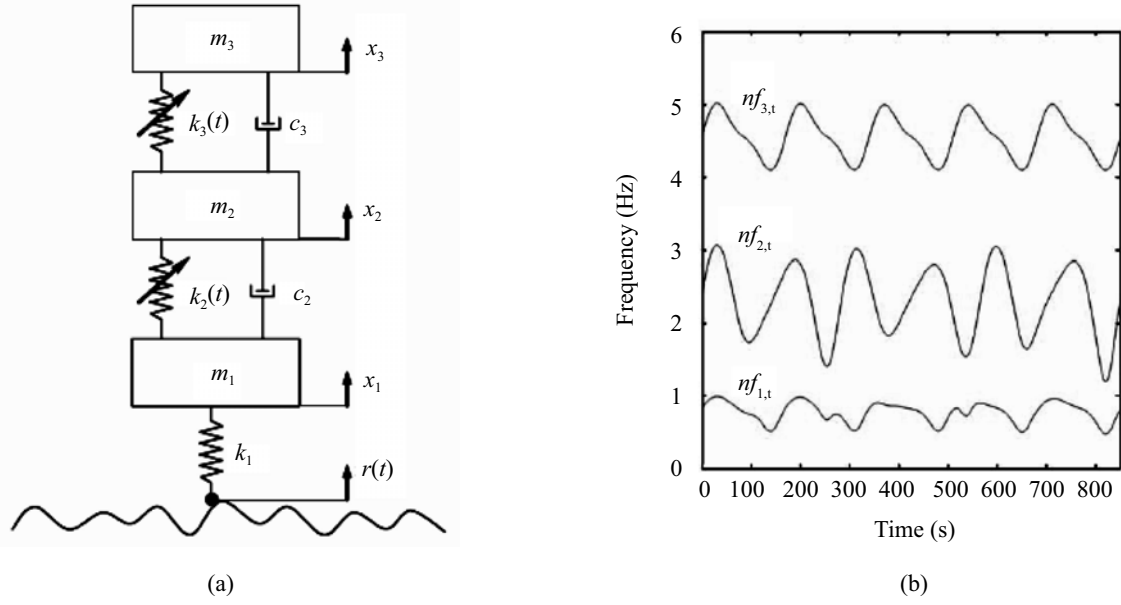 m₃
x₃
k₃(t)
c₃
m₂
x₂
k₂(t)
c₂
m₁
x₁
k₁
r(t)
(a)
Frequency (Hz)
6
5
4
3
2
1
0
nf₃,t
nf₂,t
nf₁,t
0 100 200 300 400 500 600 700 800
Time (s)
(b)